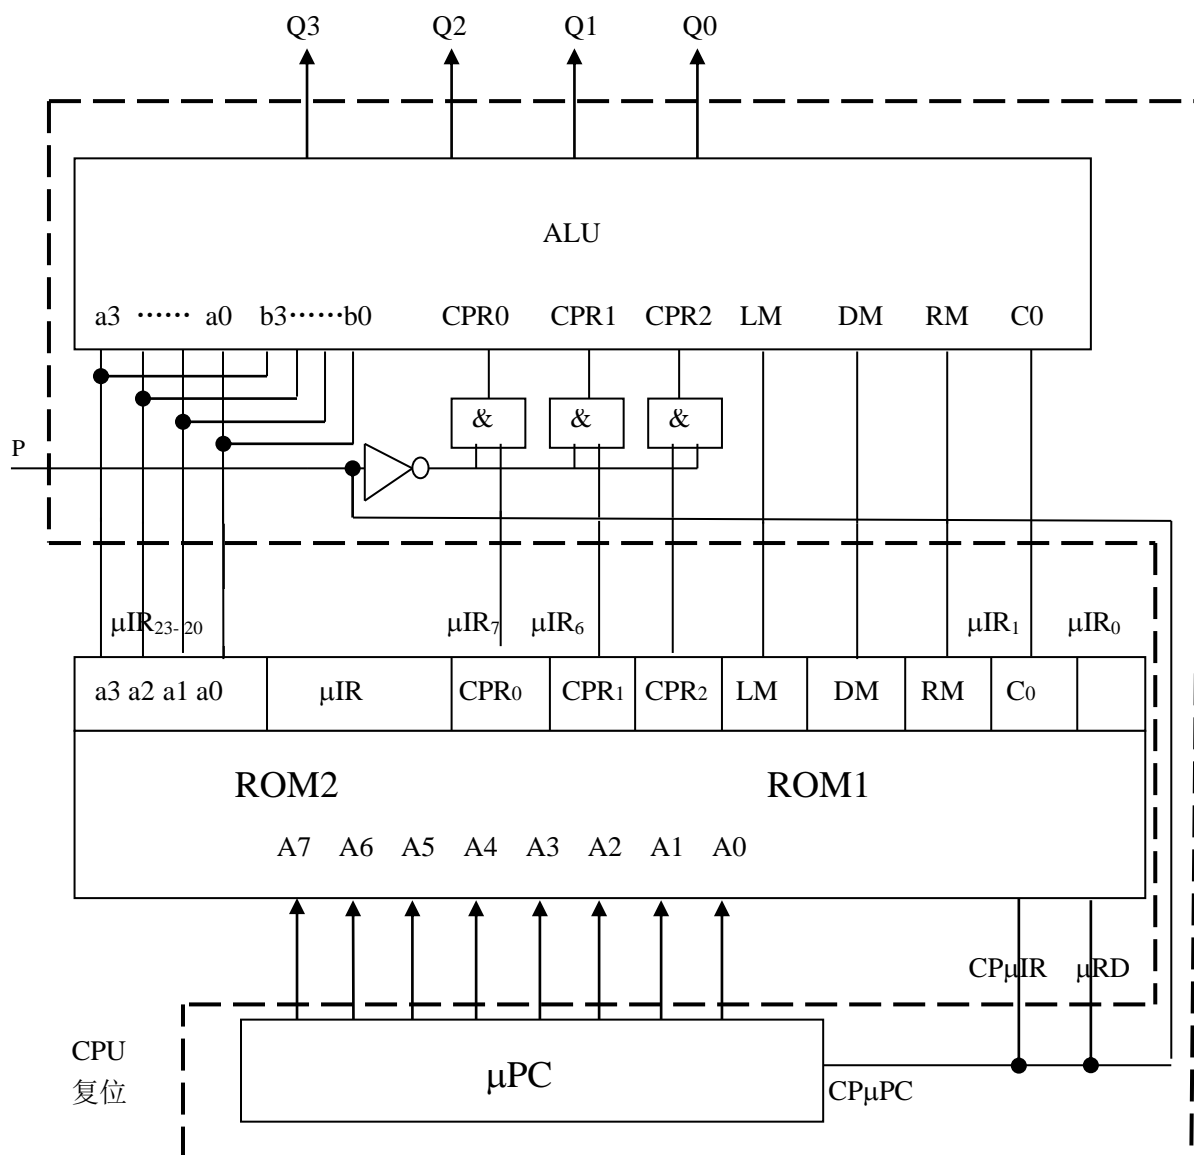 Q3 Q2 Q1 Q0
ALU
a3 ······ a0 b3······b0 CPR0 CPR1 CPR2 LM DM RM C0
& & &
P
μIR23-20 μIR7 μIR6 μIR1 μIR0
a3 a2 a1 a0 μIR CPR0 CPR1 CPR2 LM DM RM C0
ROM2 ROM1
A7 A6 A5 A4 A3 A2 A1 A0
CPμIR μRD
CPU
复位
μPC
CPμPC